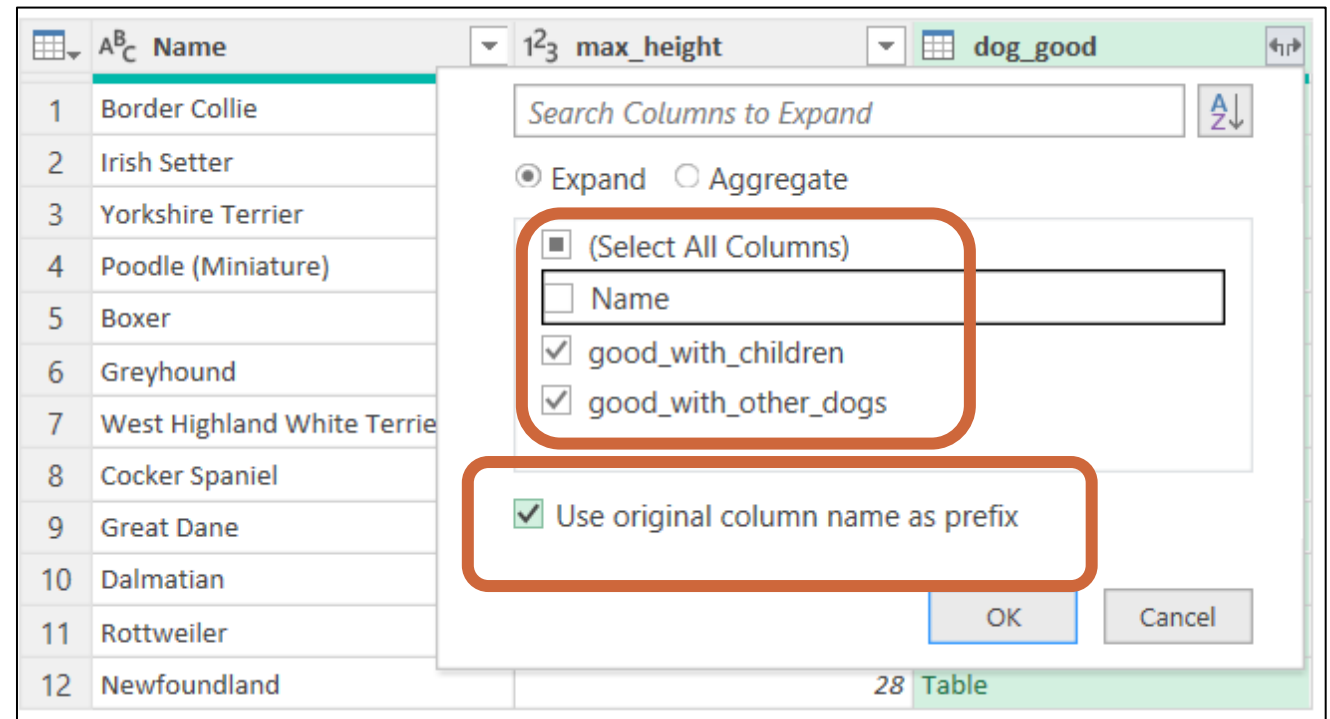 ABC Name 123 max_height dog_good
Search Columns to Expand AZ
Expand Aggregate
(Select All Columns)
Name
good_with_children
good_with_other_dogs
Use original column name as prefix
OK Cancel
1 Border Collie
2 Irish Setter
3 Yorkshire Terrier
4 Poodle (Miniature)
5 Boxer
6 Greyhound
7 West Highland White Terrie
8 Cocker Spaniel
9 Great Dane
10 Dalmatian
11 Rottweiler
12 Newfoundland 28 Table